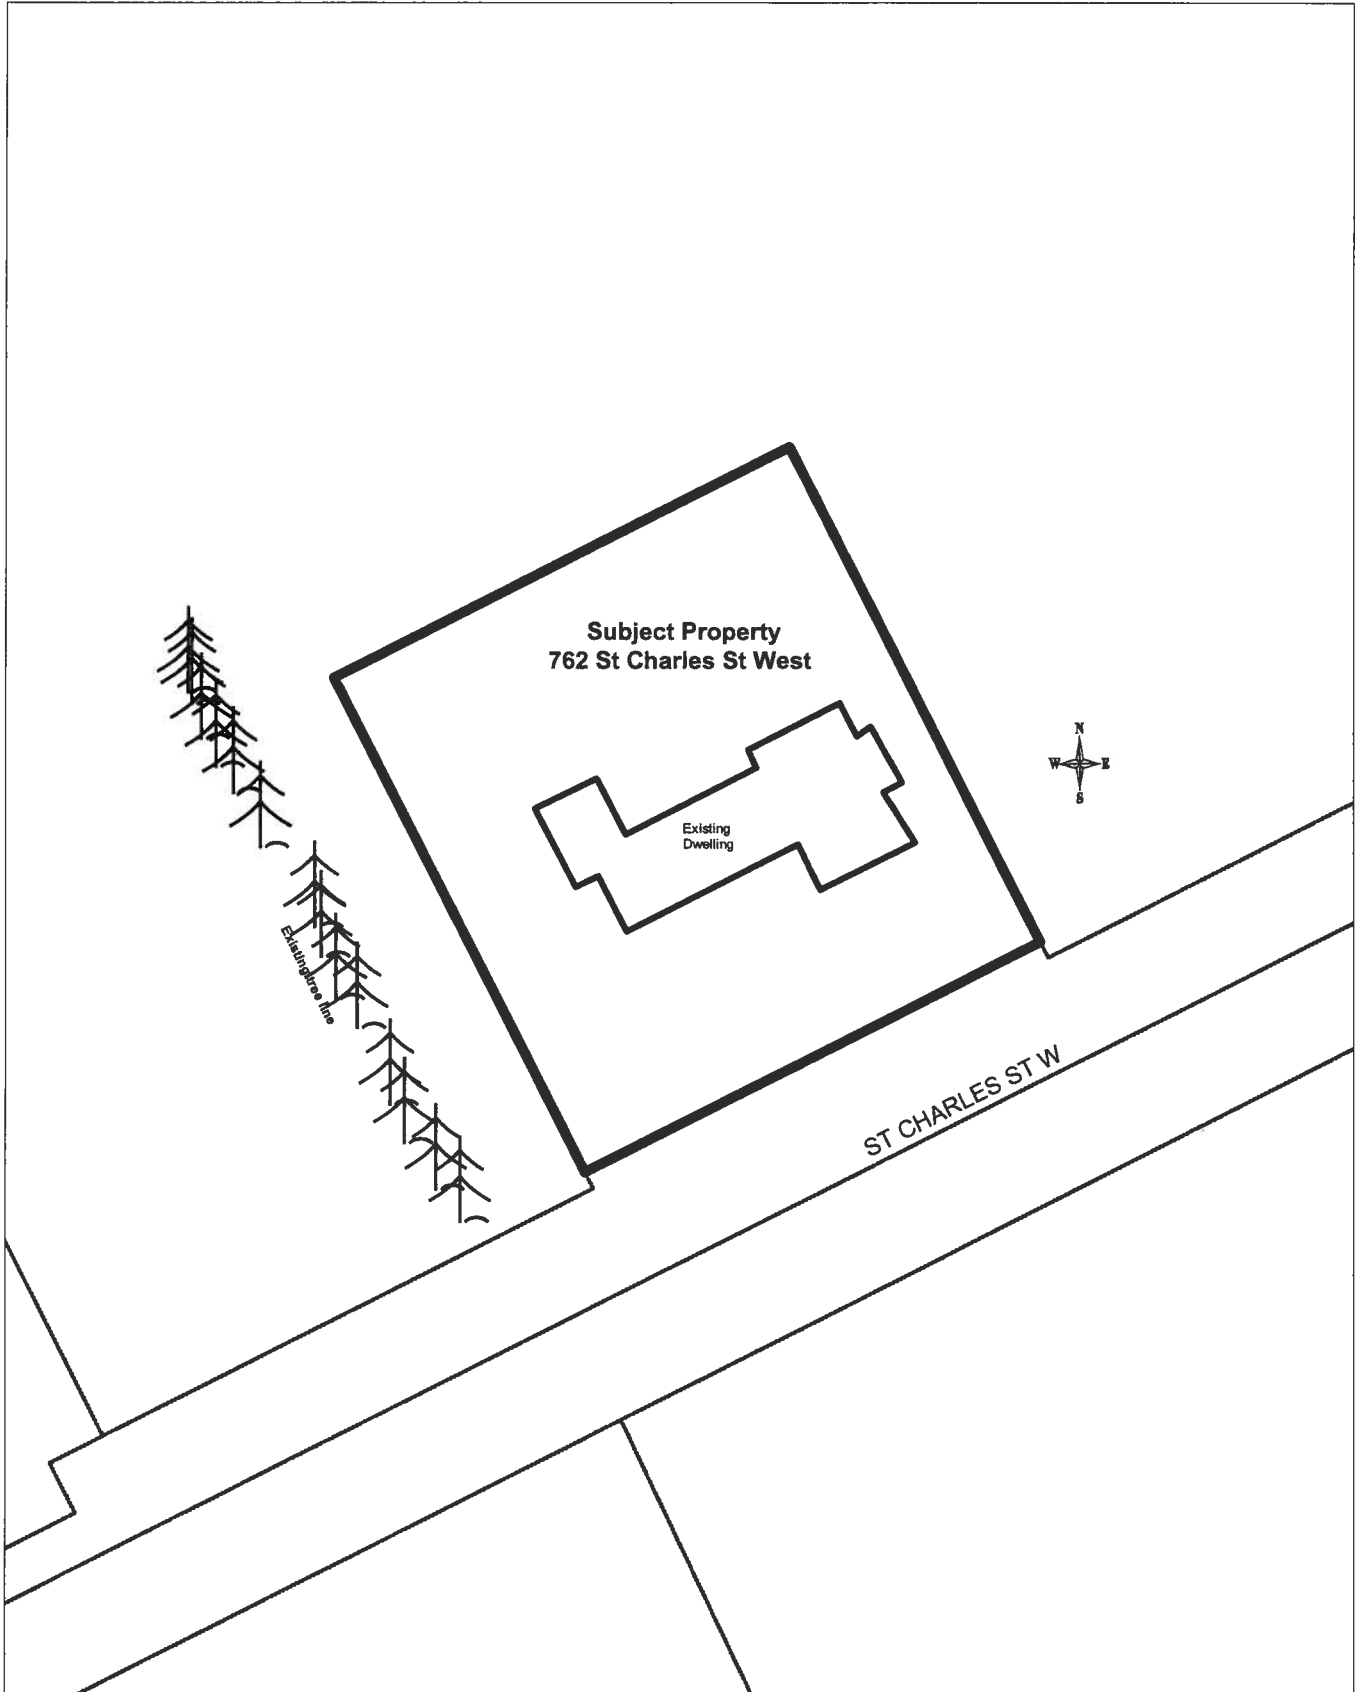 Subject Property
762 St Charles St West
N
W E
S
Existing
Dwelling
Existing tree line
ST CHARLES ST W